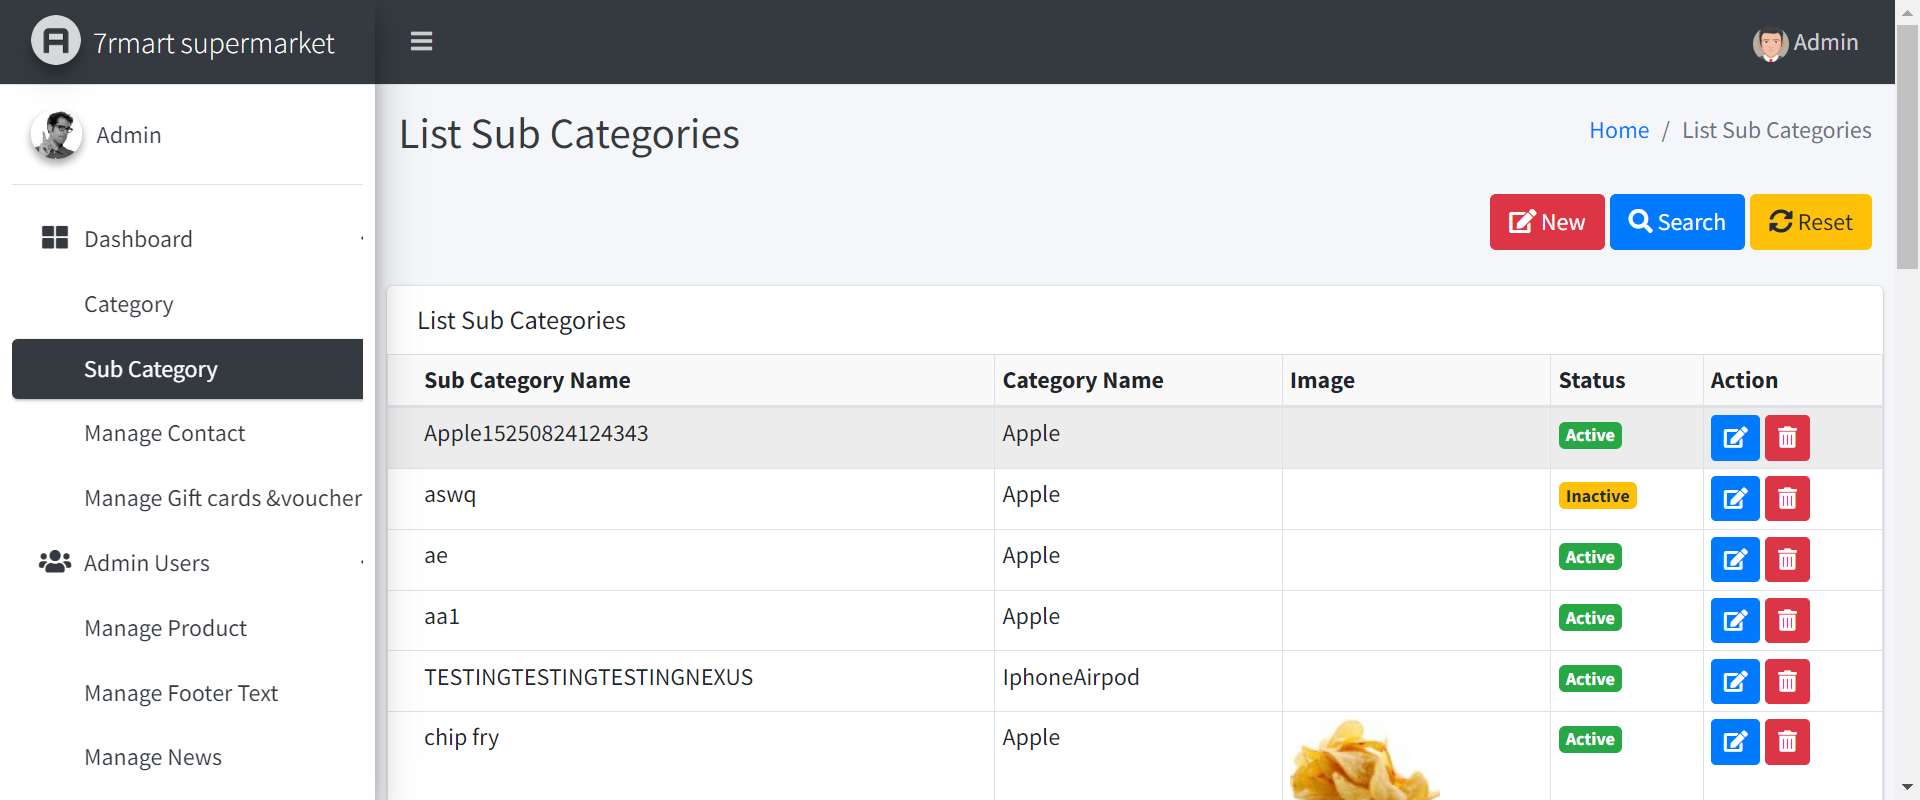 7rmart supermarket
Admin
Admin
List Sub Categories
Home / List Sub Categories
New
Search
Reset
Dashboard
Category
Sub Category
Manage Contact
Manage Gift cards &voucher
Admin Users
Manage Product
Manage Footer Text
Manage News
List Sub Categories
Sub Category Name Category Name Image Status Action
Apple15250824124343 Apple Active
aswq Apple Inactive
ae Apple Active
aa1 Apple Active
TESTINGTESTINGTESTINGNEXUS IphoneAirpod Active
chip fry Apple Active